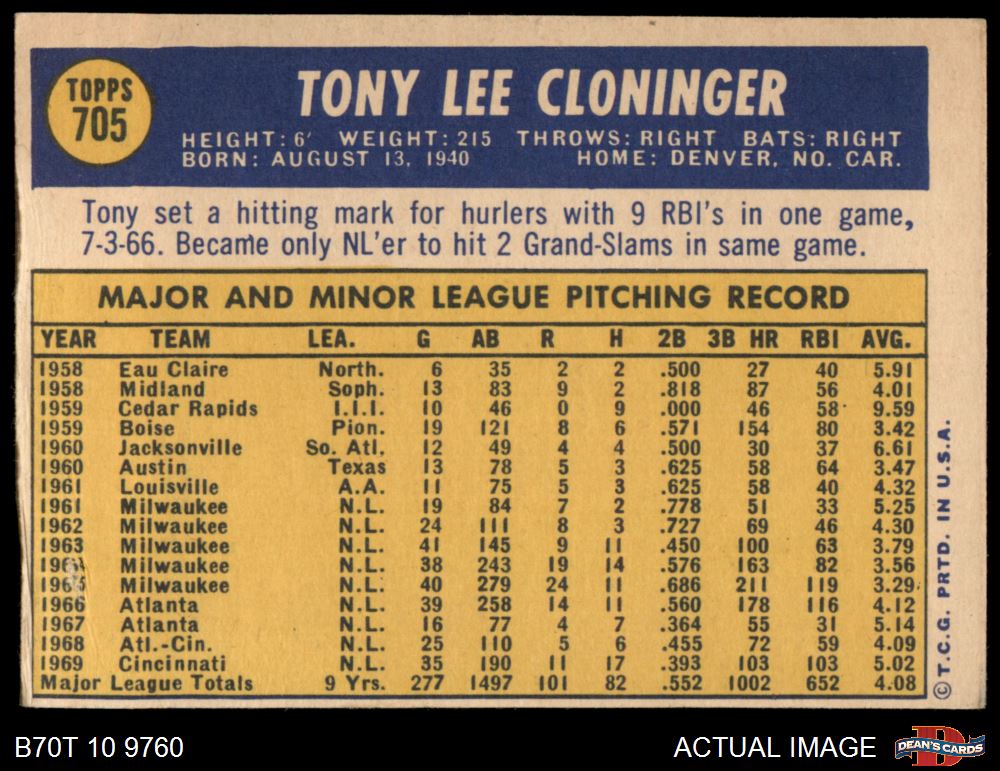 TOPPS
705
TONY LEE CLONINGER
HEIGHT: 6' WEIGHT: 215 THROWS: RIGHT BATS: RIGHT
BORN: AUGUST 13, 1940 HOME: DENVER, NO. CAR.
Tony set a hitting mark for hurlers with 9 RBI's in one game,
7-3-66. Became only NL'er to hit 2 Grand-Slams in same game.
MAJOR AND MINOR LEAGUE PITCHING RECORD
YEAR TEAM LEA. G AB R H 2B 3B HR RBI AVG.
1958 Eau Claire North. 6 35 2 2 .500 27 40 5.91
1958 Midland Soph. 13 83 9 2 .818 87 56 4.01
1959 Cedar Rapids I.I.I. 10 46 0 9 .000 46 58 9.59
1959 Boise Pion. 19 121 8 6 .571 154 80 3.42
1960 Jacksonville So. Atl. 12 49 4 4 .500 30 37 6.61
1960 Austin Texas 13 78 5 3 .625 58 64 3.47
1961 Louisville A.A. 11 75 5 3 .625 58 40 4.32
1961 Milwaukee N.L. 19 84 7 2 .778 51 33 5.25
1962 Milwaukee N.L. 24 111 8 3 .727 69 46 4.30
1963 Milwaukee N.L. 41 145 9 11 .450 100 63 3.79
Milwaukee N.L. 38 243 19 14 .576 163 82 3.56
1965 Milwaukee N.L. 40 279 24 11 .686 211 119 3.29
1966 Atlanta N.L. 39 258 14 11 .560 178 116 4.12
1967 Atlanta N.L. 16 77 4 7 .364 55 31 5.14
1968 Atl.-Cin. N.L. 25 110 5 6 .455 72 59 4.09
1969 Cincinnati N.L. 35 190 11 17 .393 103 103 5.02
Major League Totals 9 Yrs. 277 1497 101 82 .552 1002 652 4.08
© T.C.G. PRTD. IN U.S.A.
B70T 10 9760
ACTUAL IMAGE
DEAN'S CARDS